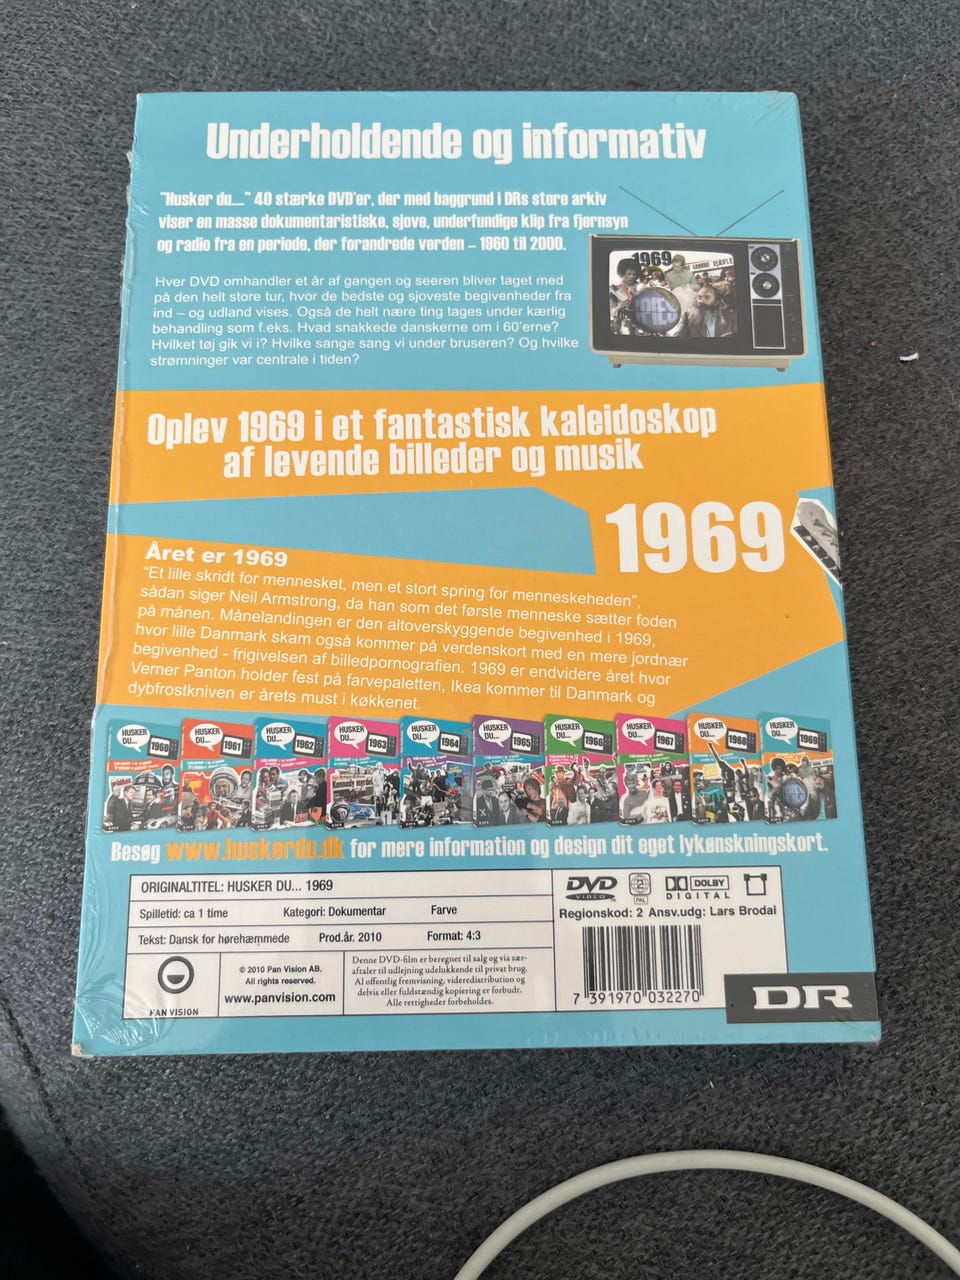 Underholdende og informativ
"Husker du...." 40 stærke DVD'er, der med baggrund i DRs store arkiv
viser en masse dokumentaristiske, sjove, underfundige klip fra fjernsyn
og radio fra en periode, der forandrede verden – 1960 til 2000.
1969
Hver DVD omhandler et år af gangen og seeren bliver taget med
på den helt store tur, hvor de bedste og sjoveste begivenheder fra
ind – og udland vises. Også de helt nære ting tages under kærlig
behandling som f.eks. Hvad snakkede danskerne om i 60'erne?
Hvilket tøj gik vi i? Hvilke sange sang vi under bruseren? Og hvilke
strømninger var centrale i tiden?
Oplev 1969 i et fantastisk kaleidoskop
af levende billeder og musik
1969
Året er 1969
"Et lille skridt for mennesket, men et stort spring for menneskeheden",
sådan siger Neil Armstrong, da han som det første menneske sætter foden
på månen. Månelandingen er den altoverskyggende begivenhed i 1969,
hvor lille Danmark skam også kommer på verdenskort med en mere jordnær
begivenhed - frigivelsen af billedpornografien. 1969 er endvidere året hvor
Verner Panton holder fest på farvepaletten, Ikea kommer til Danmark og
dybfrostkniven er årets must i køkkenet.
HUSKER DU... 1960
HUSKER DU... 1961
HUSKER DU... 1962
HUSKER DU... 1963
HUSKER DU... 1964
HUSKER DU... 1965
HUSKER DU... 1966
HUSKER DU... 1967
HUSKER DU... 1968
HUSKER DU... 1969
Besøg www.huskerdu.dk for mere information og design dit eget lykønskningskort.
ORIGINALTITEL: HUSKER DU... 1969
Spilletid: ca 1 time Kategori: Dokumentar Farve
Tekst: Dansk for hørehæmmede Prod.år. 2010 Format: 4:3
PAN VISION
© 2010 Pan Vision AB.
All rights reserved.
www.panvision.com
Denne DVD-film er beregnet til salg og via sær-
aftaler til udlejning udelukkende til privat brug.
Al offentlig fremvisning, videredistribution og
delvis eller fuldstændig kopiering er forbudt.
Alle rettigheder forbeholdes.
DVD VIDEO 2 PAL DOLBY DIGITAL
Regionskod: 2 Ansv.udg: Lars Brodal
7 391970 032270
DR